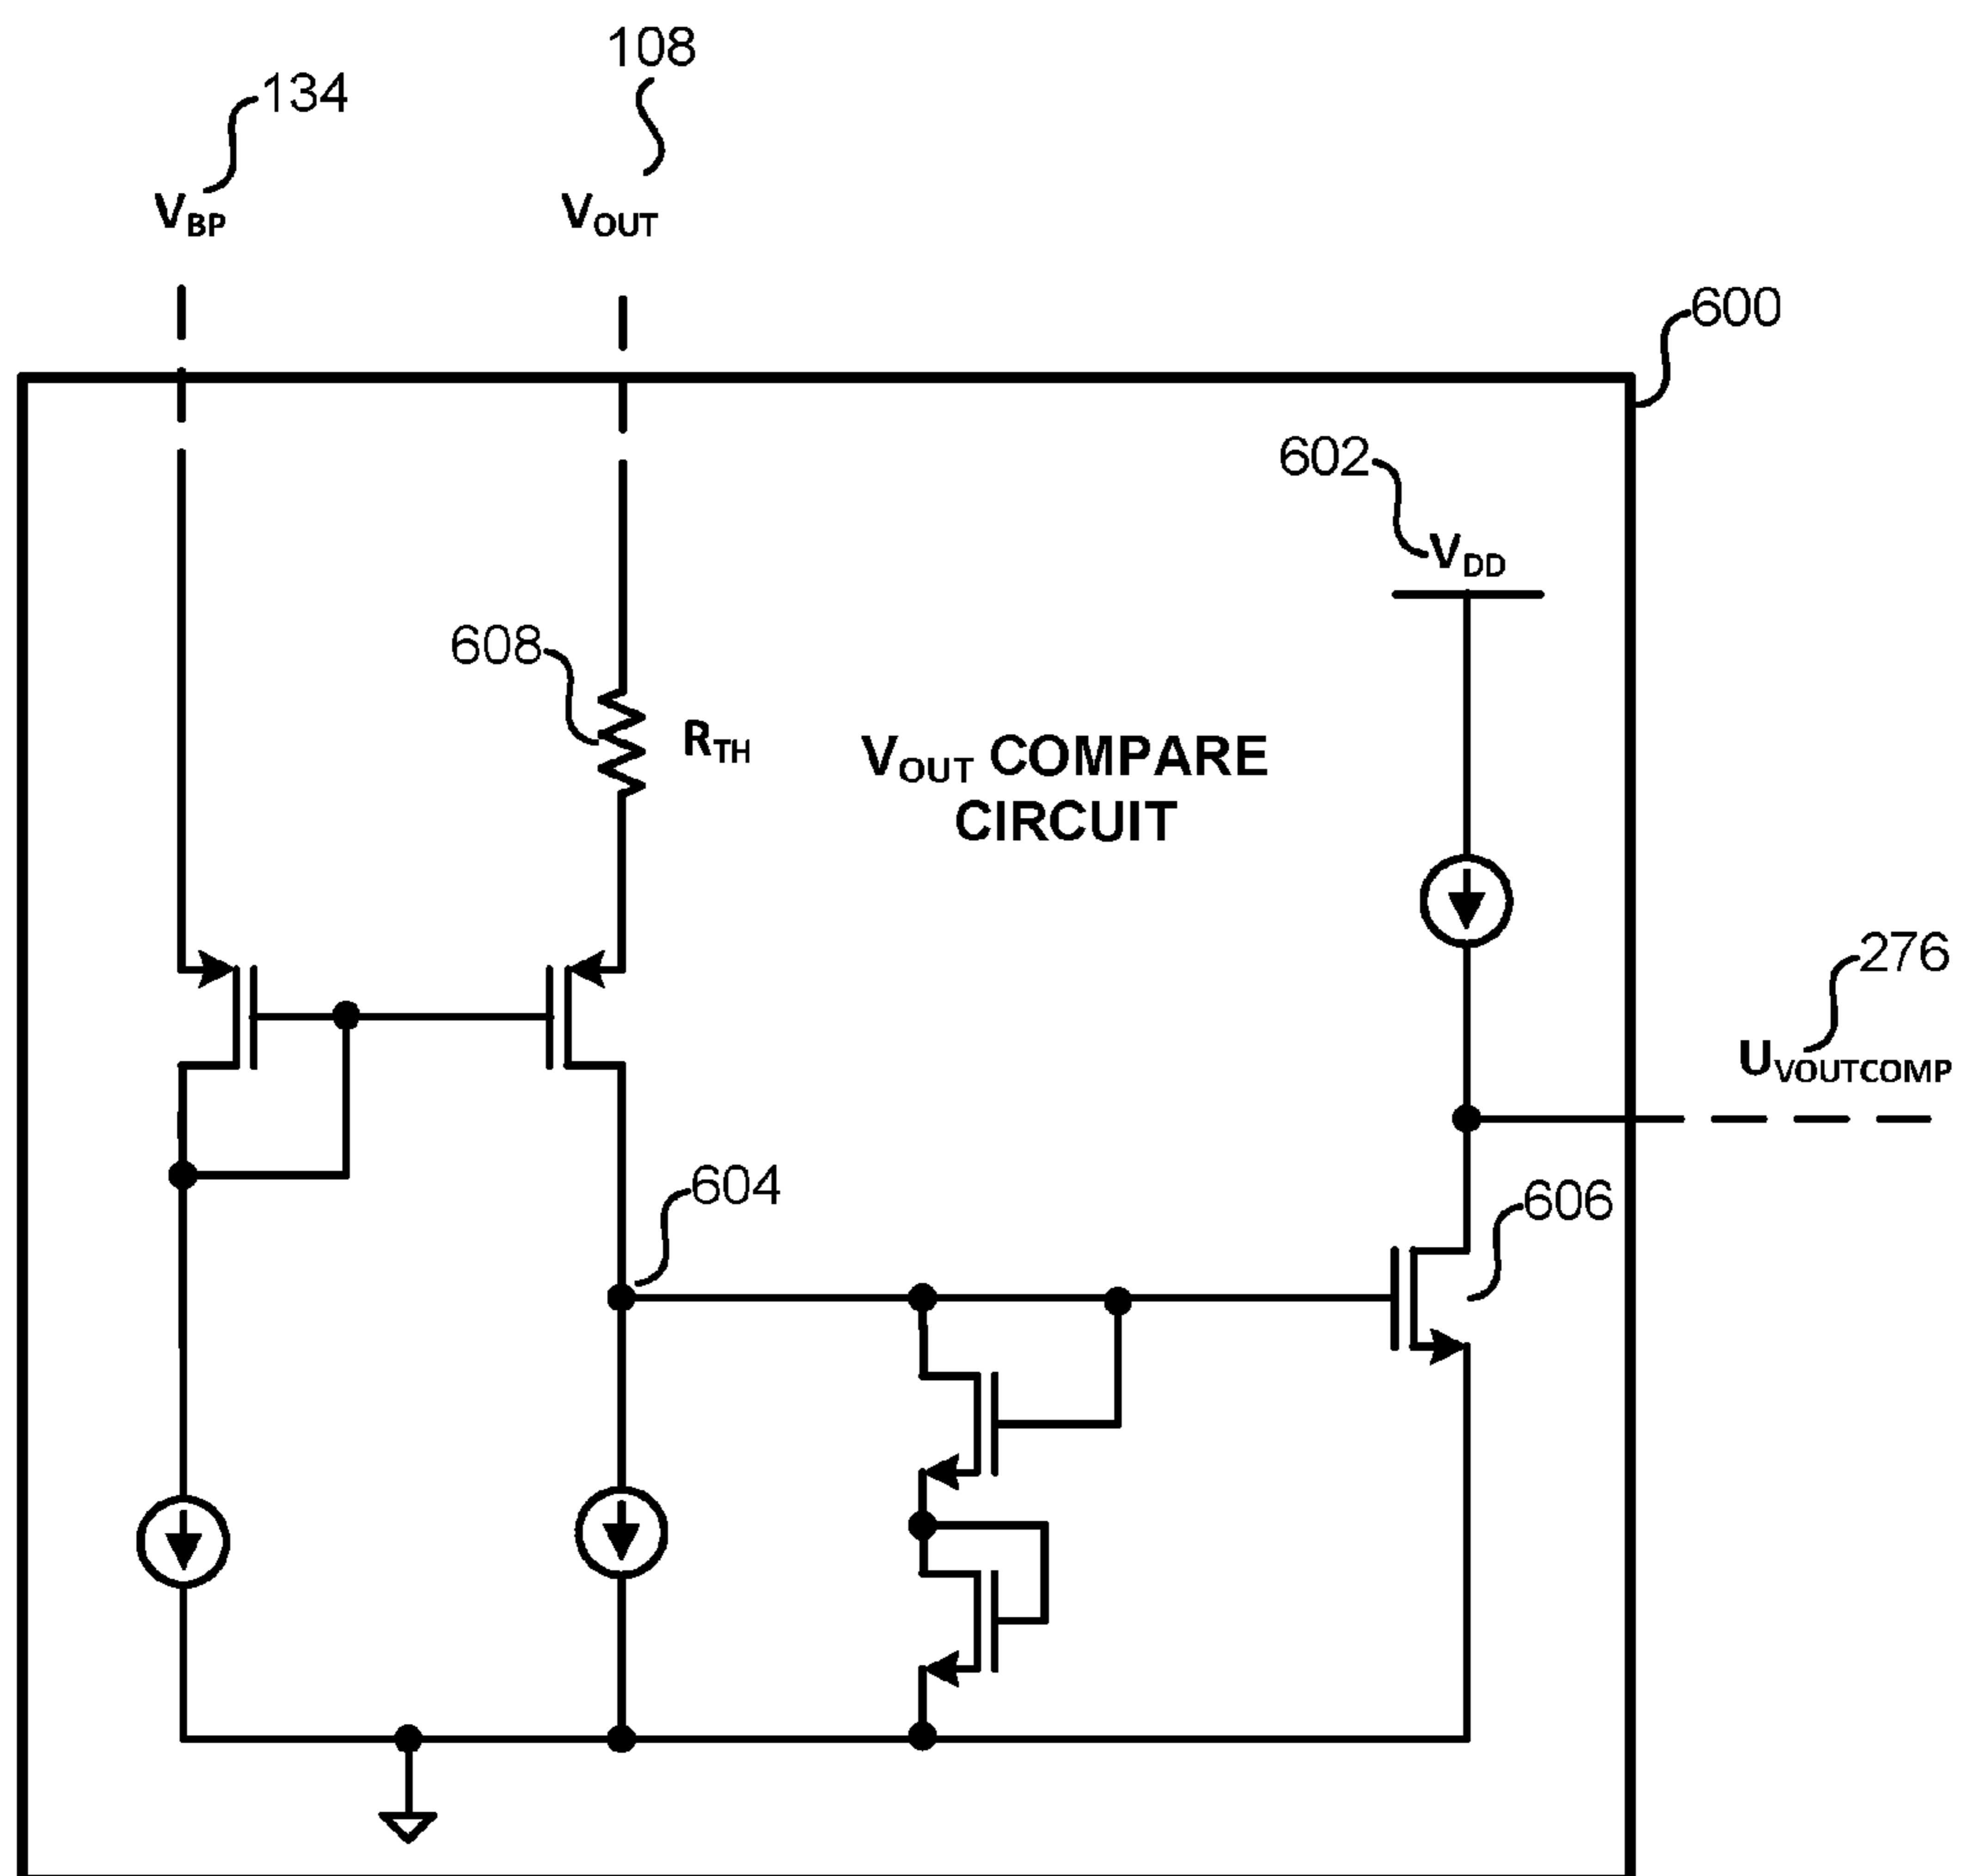 108
134
VBP
VOUT
600
602
VDD
608
RTH
VOUT COMPARE
CIRCUIT
276
UVOUTCOMP
604
606